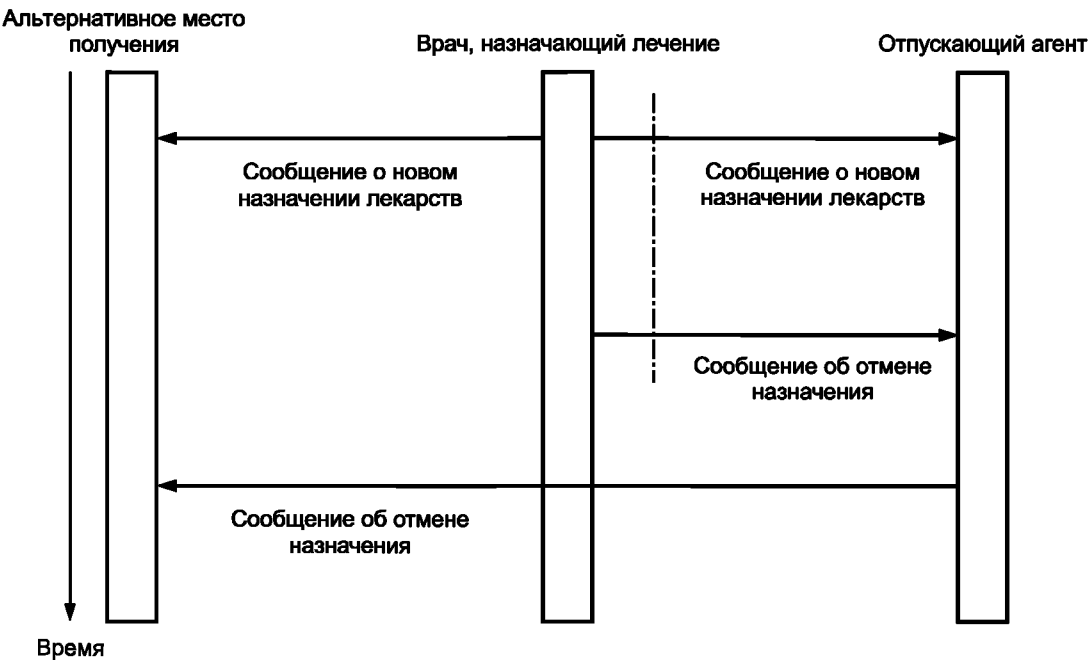 Альтернативное место
получения
Врач, назначающий лечение
Отпускающий агент
Сообщение о новом
назначении лекарств
Сообщение о новом
назначении лекарств
Сообщение об отмене
назначения
Сообщение об отмене
назначения
Время